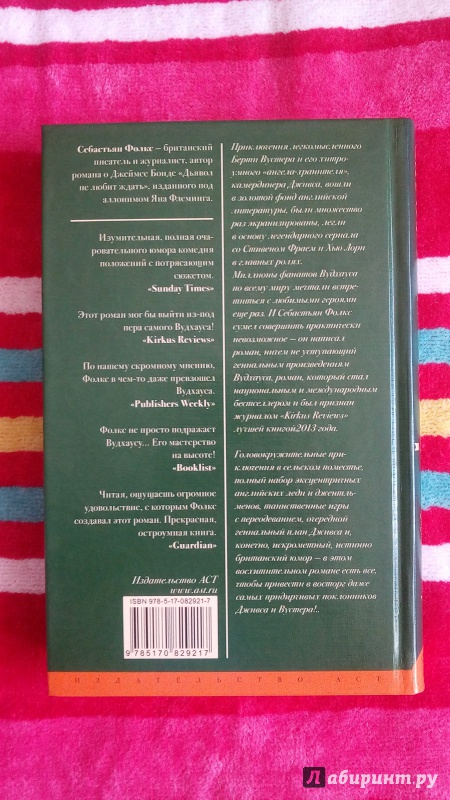 Себастьян Фолкс – британский
писатель и журналист, автор
романа о Джеймсе Бонде «Дьявол
не любит ждать», изданного под
аллонимом Яна Флеминга.
Изумительная, полная оча-
ровательного юмора комедия
положений с потрясающим
сюжетом.
«Sunday Times»
Этот роман мог бы выйти из-под
пера самого Вудхауса!
«Kirkus Reviews»
По нашему скромному мнению,
Фолкс в чем-то даже превзошел
Вудхауса.
«Publishers Weekly»
Фолкс не просто подражает
Вудхаусу... Его мастерство
на высоте!
«Booklist»
Читая, ощущаешь огромное
удовольствие, с которым Фолкс
создавал этот роман. Прекрасная,
остроумная книга.
«Guardian»
Издательство АСТ
www.ast.ru
ISBN 978-5-17-082921-7
9 785170 829217
Приключения легкомысленного
Берти Вустера и его хитро-
умного «ангела-хранителя»,
камердинера Дживса, вошли
в золотой фонд английской
литературы, были множество
раз экранизированы, легли
в основу легендарного сериала
со Стивеном Фраем и Хью Лори
в главных ролях.
Миллионы фанатов Вудхауса
по всему миру мечтали встре-
титься с любимыми героями
еще раз. И Себастьян Фолкс
сумел совершить практически
невозможное – он написал
роман, ничем не уступающий
гениальным произведениям
Вудхауса, роман, который стал
национальным и международным
бестселлером и был признан
журналом «Kirkus Reviews»
лучшей книгой 2013 года.
Головокружительные при-
ключения в сельском поместье,
полный набор эксцентричных
английских леди и джентль-
менов, таинственные игры
с переодеванием, очередной
гениальный план Дживса и,
конечно, искрометный, истинно
британский юмор – в этом
восхитительном романе есть все,
чтобы привести в восторг даже
самых придирчивых поклонников
Дживса и Вустера!..
ИЗДАТЕЛЬСТВО АСТ
Лабиринт.ру